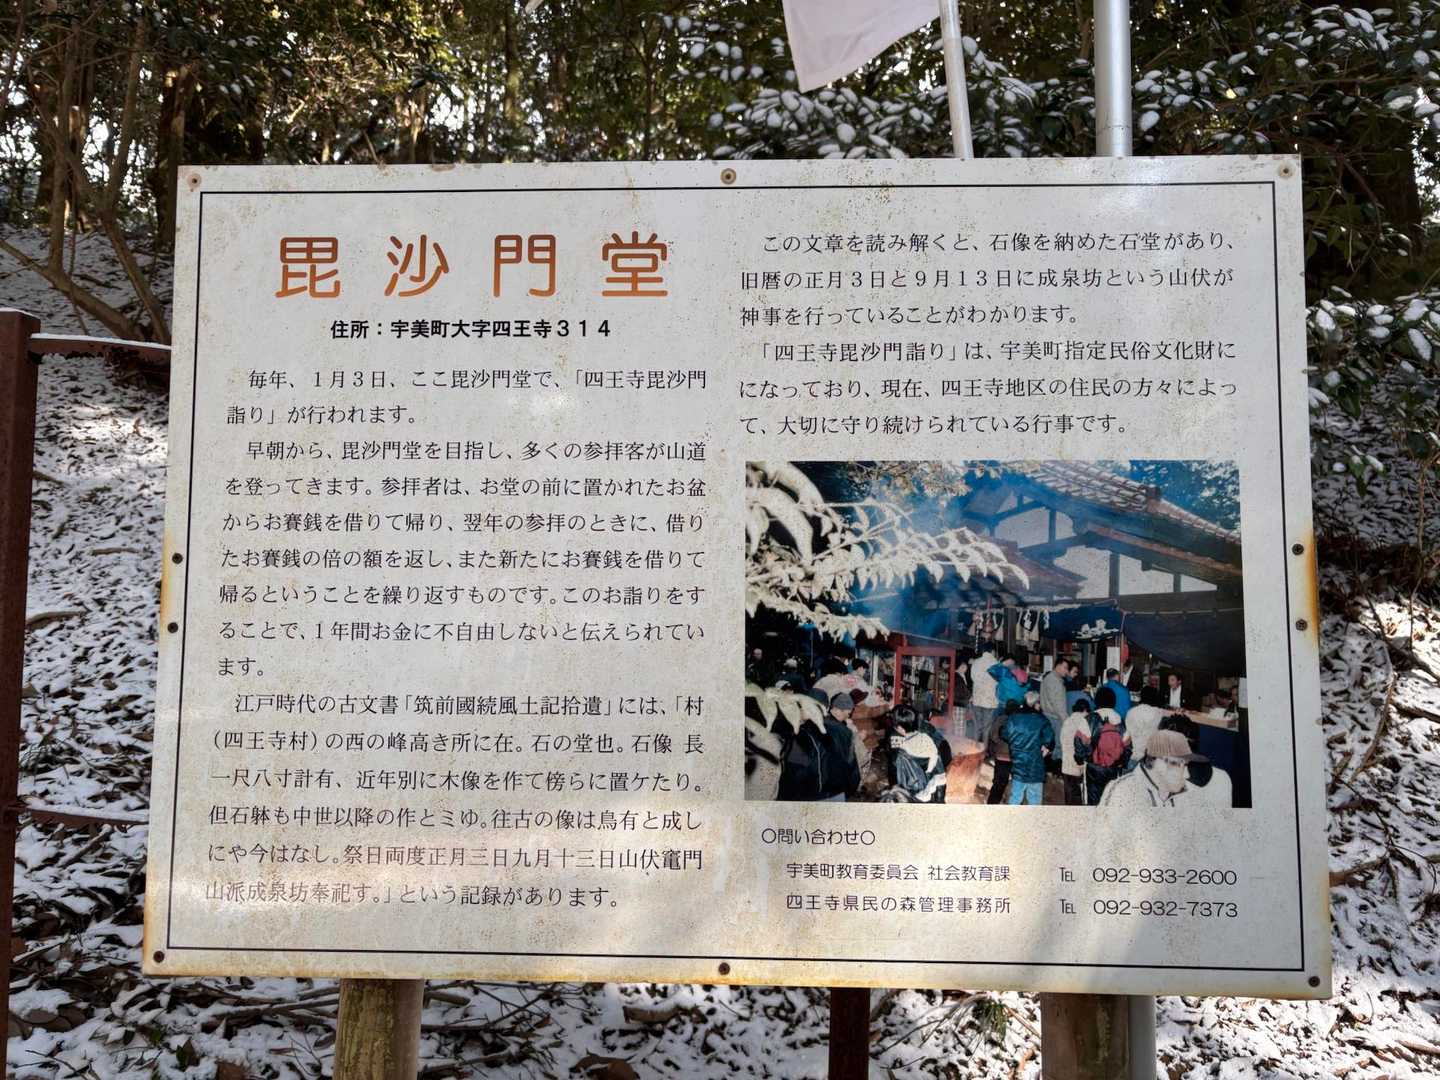 毘沙門堂
住所：宇美町大字四王寺３１４
毎年、１月３日、ここ毘沙門堂で、「四王寺毘沙門
詣り」が行われます。
早朝から、毘沙門堂を目指し、多くの参拝客が山道
を登ってきます。参拝者は、お堂の前に置かれたお盆
からお賽銭を借りて帰り、翌年の参拝のときに、借り
たお賽銭の倍の額を返し、また新たにお賽銭を借りて
帰るということを繰り返すものです。このお詣りをす
ることで、１年間お金に不自由しないと伝えられてい
ます。
江戸時代の古文書「筑前國続風土記拾遺」には、「村
（四王寺村）の西の峰高き所に在。石の堂也。石像 長
一尺八寸計有、近年別に木像を作て傍らに置ケたり。
但石躰も中世以降の作とミゆ。往古の像は烏有と成し
にや今はなし。祭日両度正月三日九月十三日山伏竈門
山派成泉坊奉祀す。」という記録があります。
この文章を読み解くと、石像を納めた石堂があり、
旧暦の正月３日と９月１３日に成泉坊という山伏が
神事を行っていることがわかります。
「四王寺毘沙門詣り」は、宇美町指定民俗文化財に
になっており、現在、四王寺地区の住民の方々によっ
て、大切に守り続けられている行事です。
〇問い合わせ〇
宇美町教育委員会 社会教育課 ℡ 092-933-2600
四王寺県民の森管理事務所 ℡ 092-932-7373